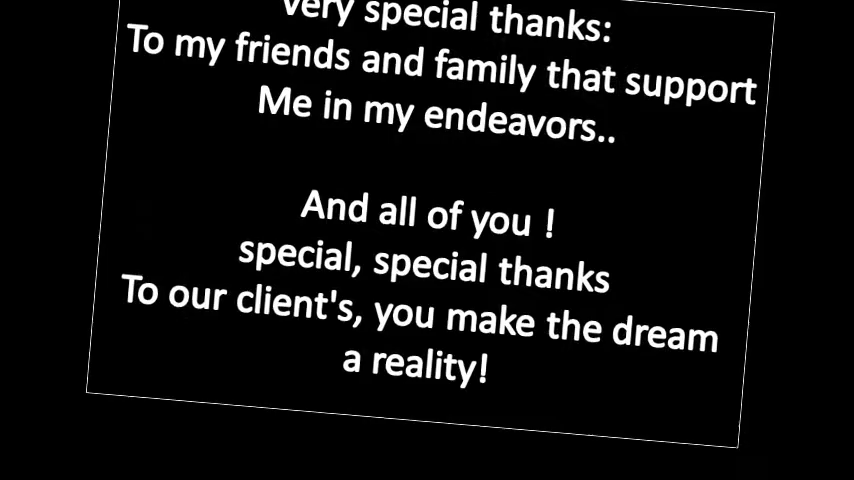 very special thanks:
To my friends and family that support
Me in my endeavors..
And all of you !
special, special thanks
To our client's, you make the dream
a reality!